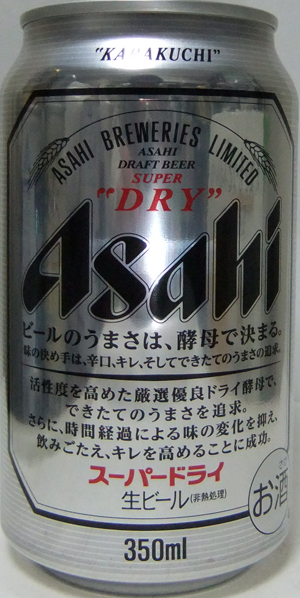 "KARAKUCHI"
ASAHI BREWERIES LIMITED
ASAHI
DRAFT BEER
SUPER
"DRY"
Asahi
ビールのうまさは、酵母で決まる。
味の決め手は、辛口、キレ、そしてできたてのうまさの追求。
活性度を高めた厳選優良ドライ酵母で、
できたてのうまさを追求。
さらに、時間経過による味の変化を抑え、
飲みごたえ、キレを高めることに成功。
スーパードライ
生ビール(非熱処理)
お酒
350ml